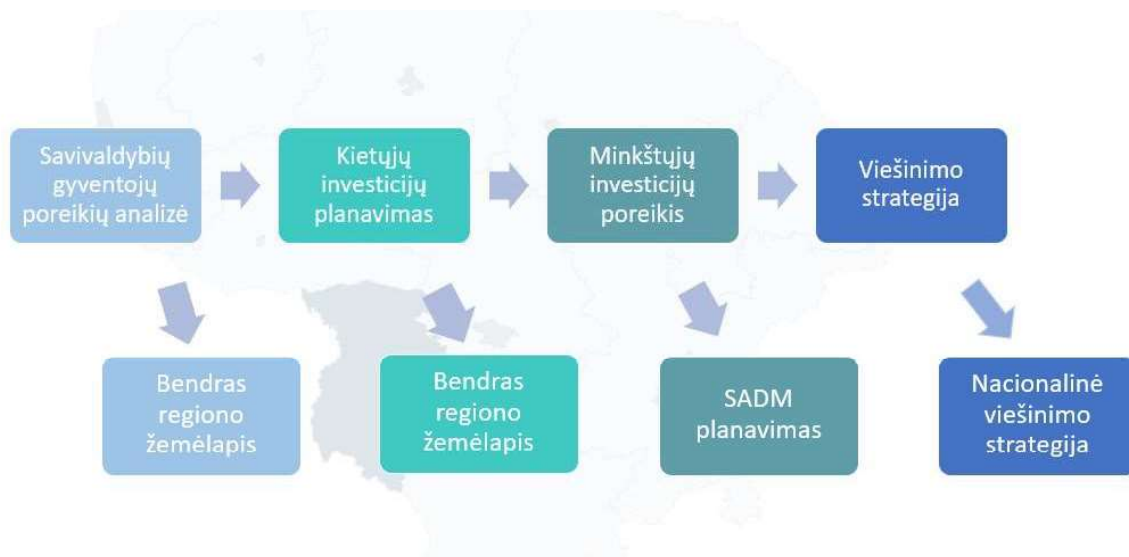 Savivaldybių
gyventojų
poreikių analizė
Kietųjų
investicijų
planavimas
Minkštųjų
investicijų
poreikis
Viešinimo
strategija
Bendras
regiono
žemėlapis
Bendras
regiono
žemėlapis
SADM
planavimas
Nacionalinė
viešinimo
strategija